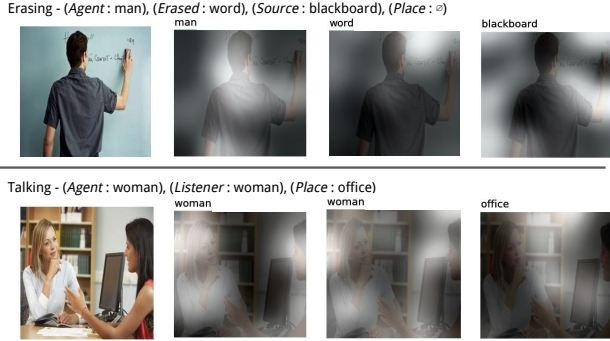 Erasing - (Agent : man), (Erased : word), (Source : blackboard), (Place : ∅)
man
word
blackboard
Talking - (Agent : woman), (Listener : woman), (Place : office)
woman
woman
office